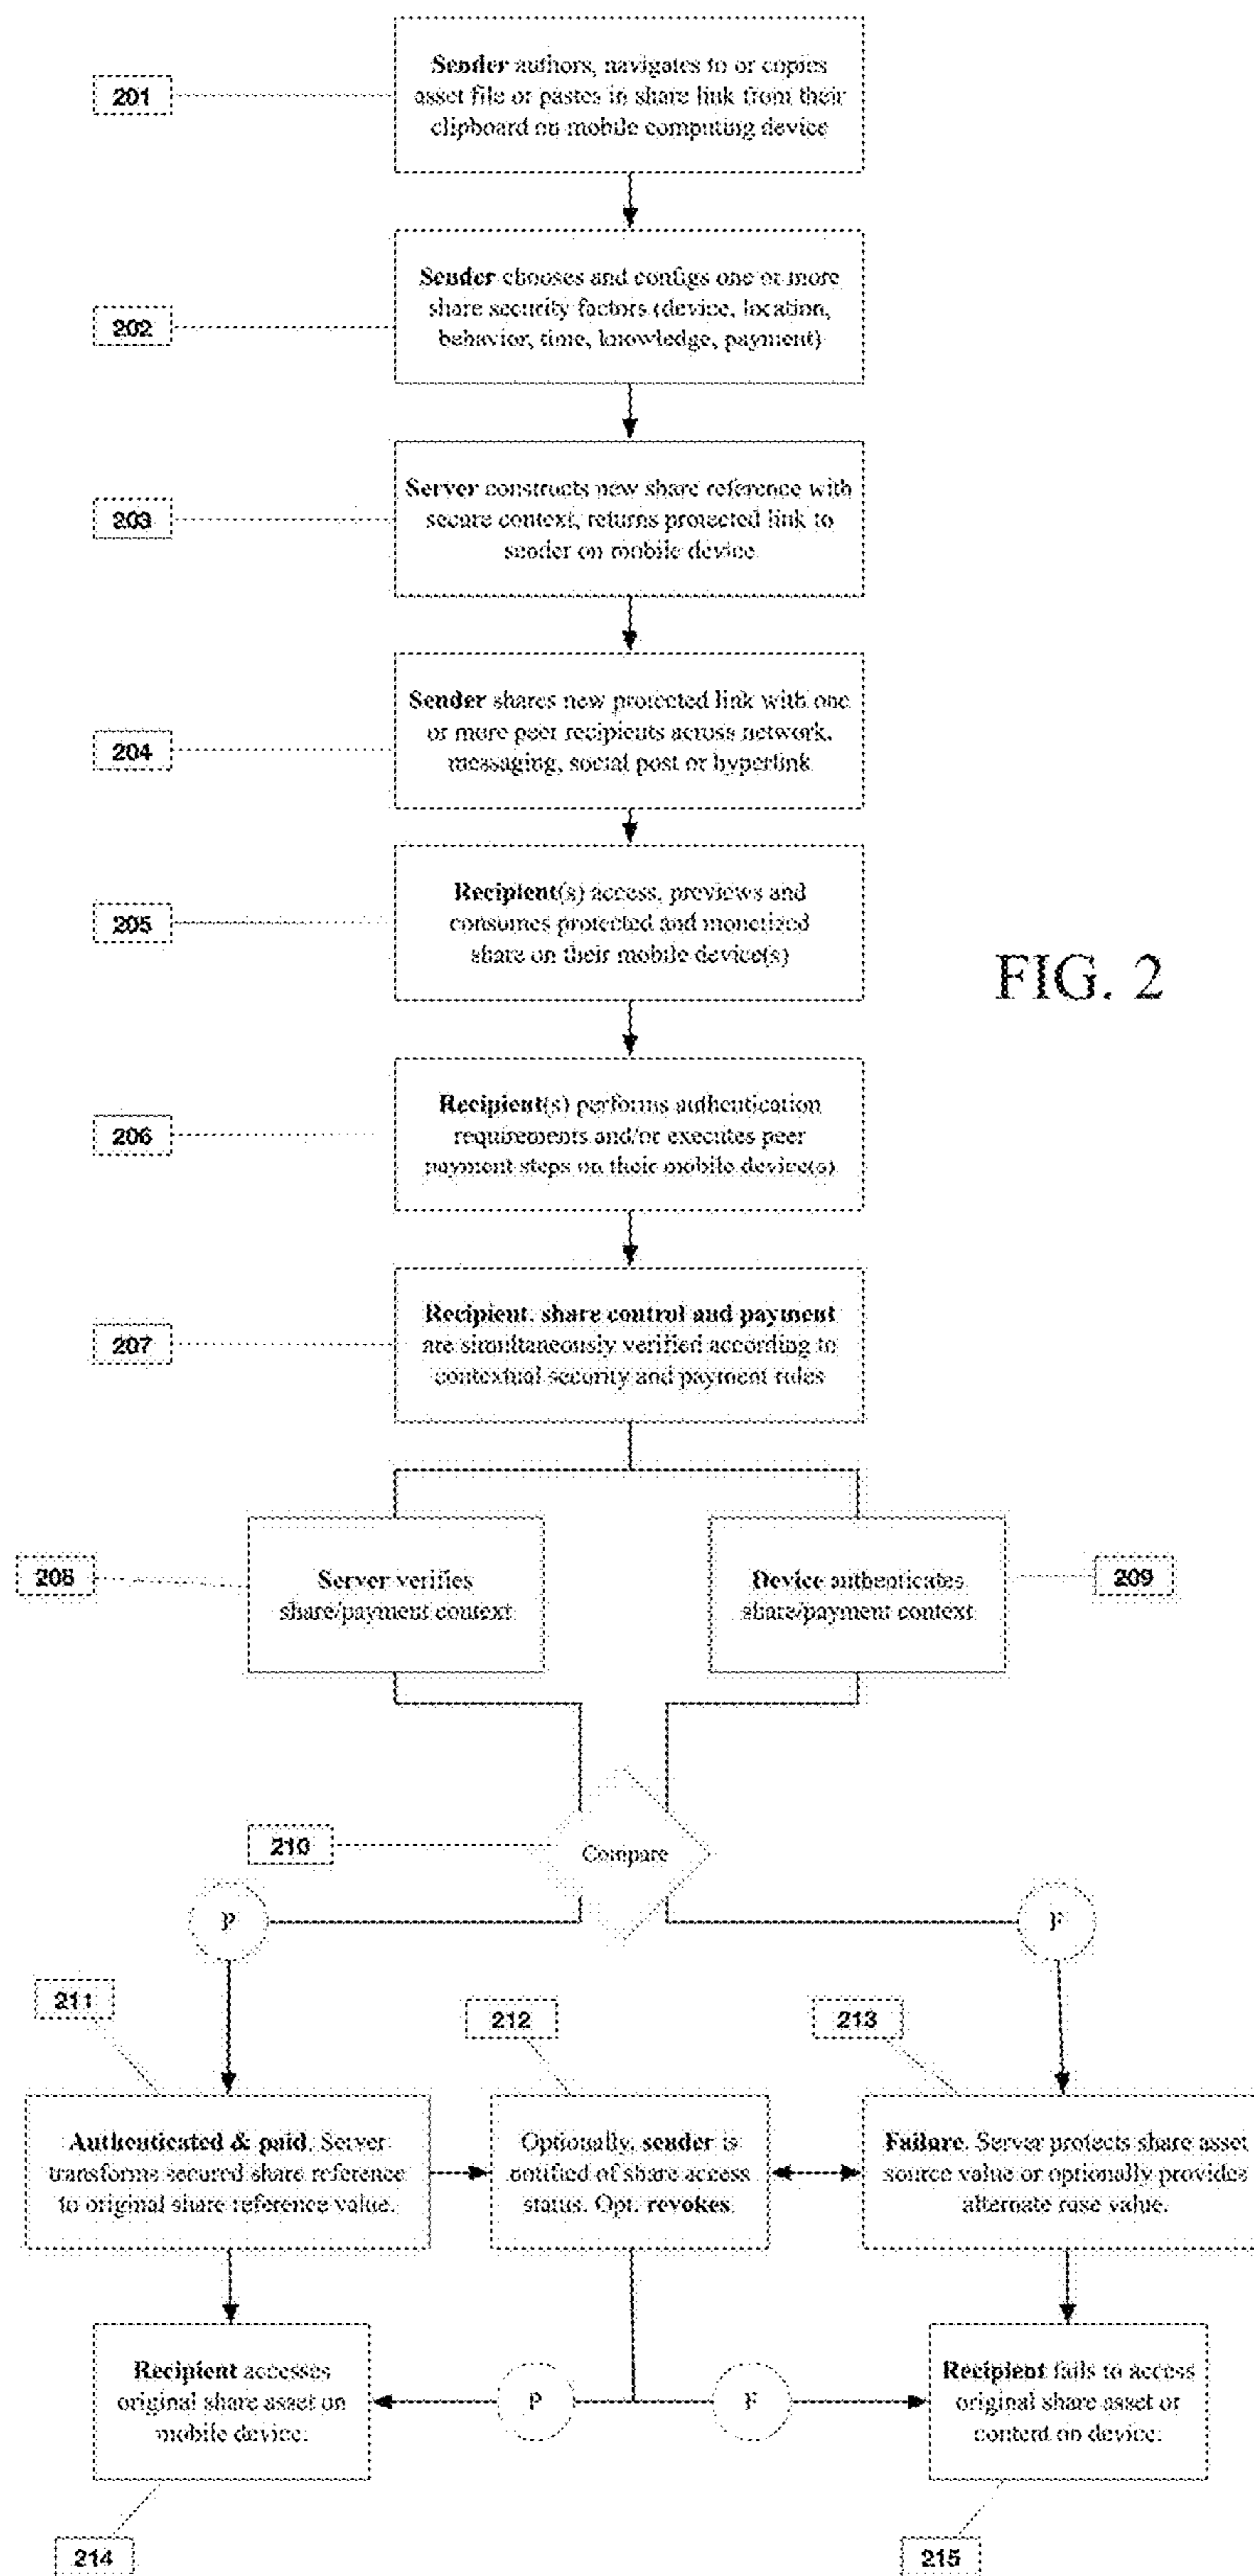 201
Sender authors, navigates to or copies
asset file or pastes in share link from their
clipboard on mobile computing device
202
Sender chooses and configs one or more
share security factors (device, location,
behavior, time, knowledge, payment)
203
Server constructs new share reference with
secure context, returns protected link to
sender on mobile device
204
Sender shares new protected link with one
or more peer recipients across network,
messaging, social post or hyperlink
205
Recipient(s) access, previews and
consumes protected and monetized
share on their mobile device(s)
FIG. 2
206
Recipient(s) performs authentication
requirements and/or executes peer
payment steps on their mobile device(s)
207
Recipient, share control and payment
are simultaneously verified according to
contextual security and payment rules
208
Server verifies
share/payment context
Device authenticates
share/payment context
209
210
Compare
P
F
211
212
213
Authenticated & paid. Server
transforms secured share reference
to original share reference value.
Optionally, sender is
notified of share access
status. Opt. revokes
Failure. Server protects share asset
source value or optionally provides
alternate ruse value.
Recipient accesses
original share asset on
mobile device.
P
F
Recipient fails to access
original share asset or
content on device.
214
215